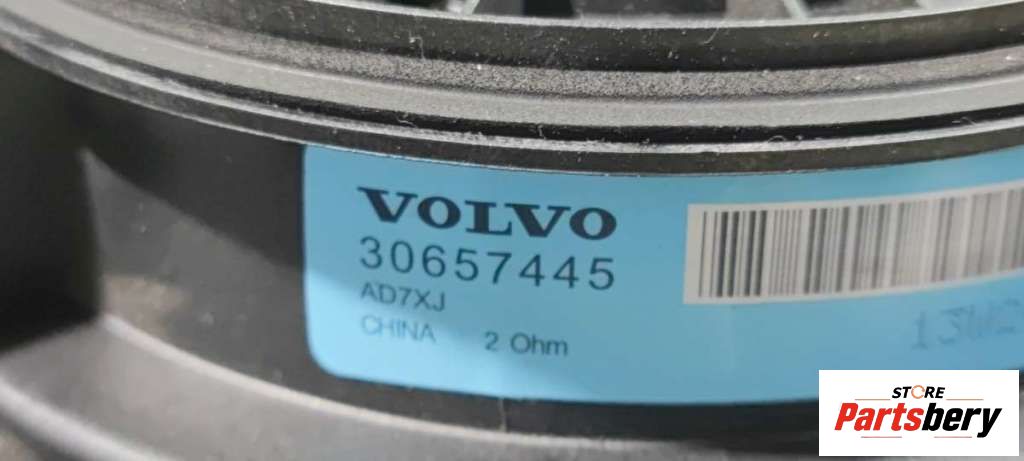 VOLVO
30657445
AD7XJ
CHINA 2 Ohm
STORE
Partsbery